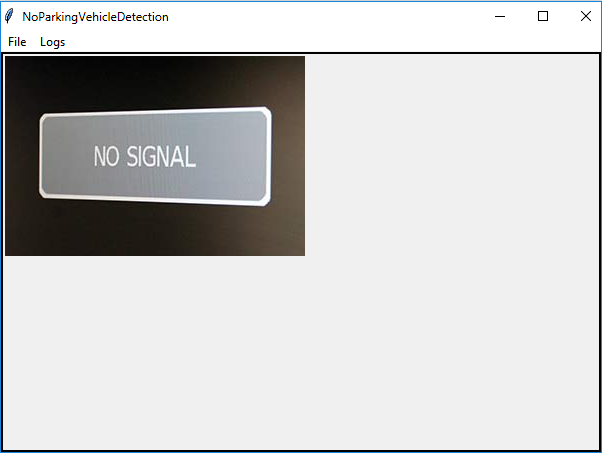 NoParkingVehicleDetection
File Logs
NO SIGNAL